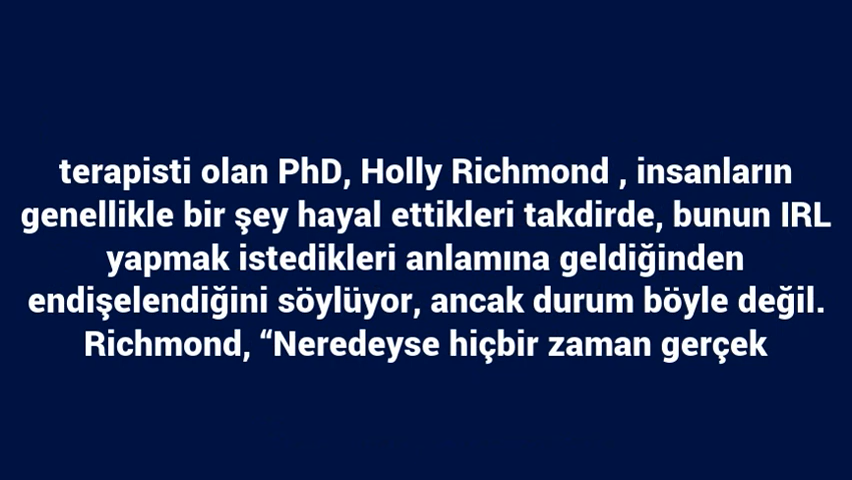 terapisti olan PhD, Holly Richmond , insanların
genellikle bir şey hayal ettikleri takdirde, bunun IRL
yapmak istedikleri anlamına geldiğinden
endişelendiğini söylüyor, ancak durum böyle değil.
Richmond, “Neredeyse hiçbir zaman gerçek